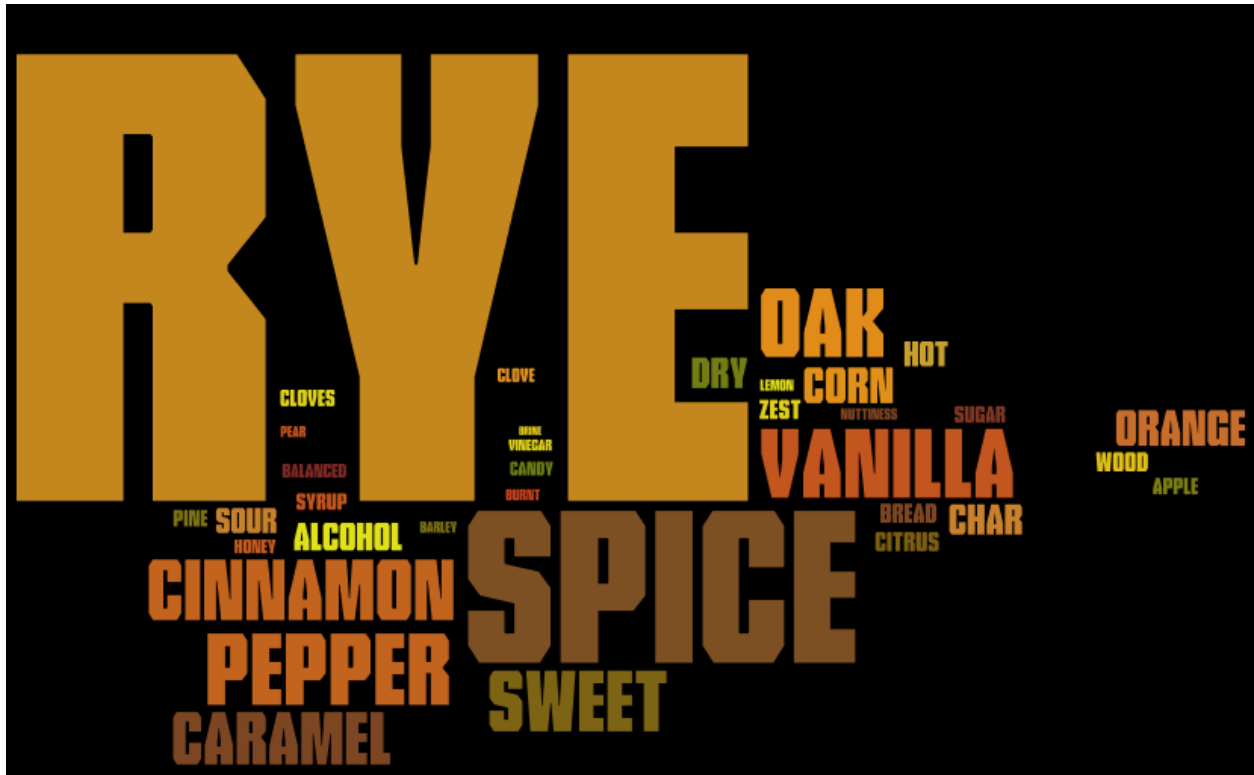 RYE
OAK
HOT
DRY
CLOVE
LEMON
CORN
CLOVES
ZEST
NUTTINESS
SUGAR
ORANGE
PEAR
BRINE
VINEGAR
VANILLA
WOOD
BALANCED
CANDY
APPLE
SYRUP
BURNT
PINE
SOUR
BARLEY
BREAD
CHAR
HONEY
ALCOHOL
CITRUS
CINNAMON
SPICE
PEPPER
SWEET
CARAMEL